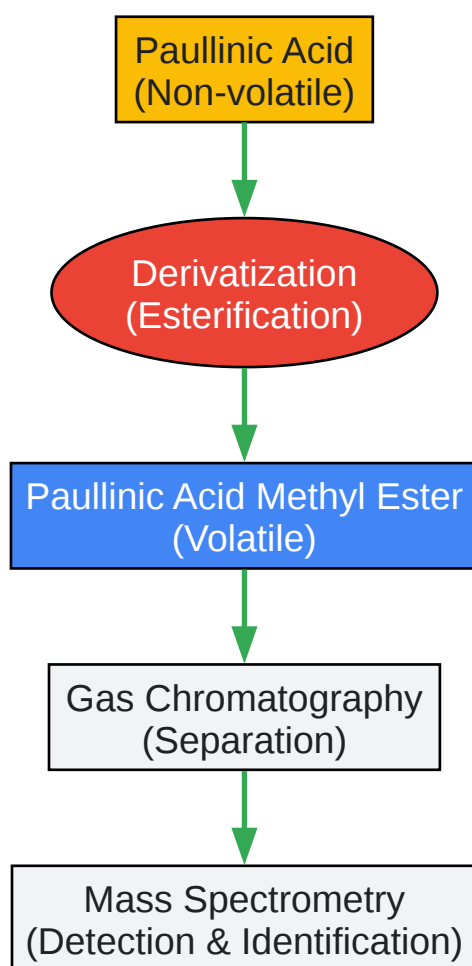 Paullinic Acid
(Non-volatile)
Derivatization
(Esterification)
Paullinic Acid Methyl Ester
(Volatile)
Gas Chromatography
(Separation)
Mass Spectrometry
(Detection & Identification)